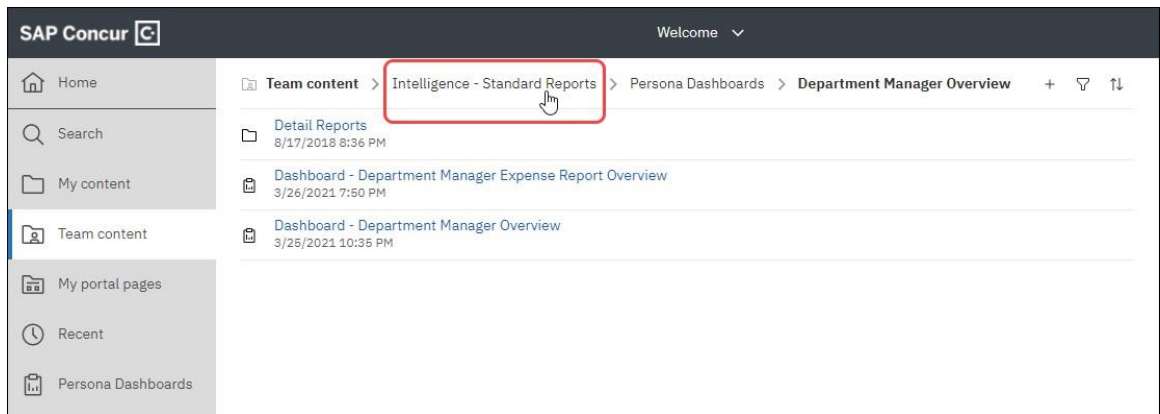 SAP Concur C
Welcome
Home
Search
My content
Team content
My portal pages
Recent
Persona Dashboards
Team content > Intelligence - Standard Reports > Persona Dashboards > Department Manager Overview
Detail Reports
8/17/2018 8:36 PM
Dashboard - Department Manager Expense Report Overview
3/26/2021 7:50 PM
Dashboard - Department Manager Overview
3/25/2021 10:35 PM